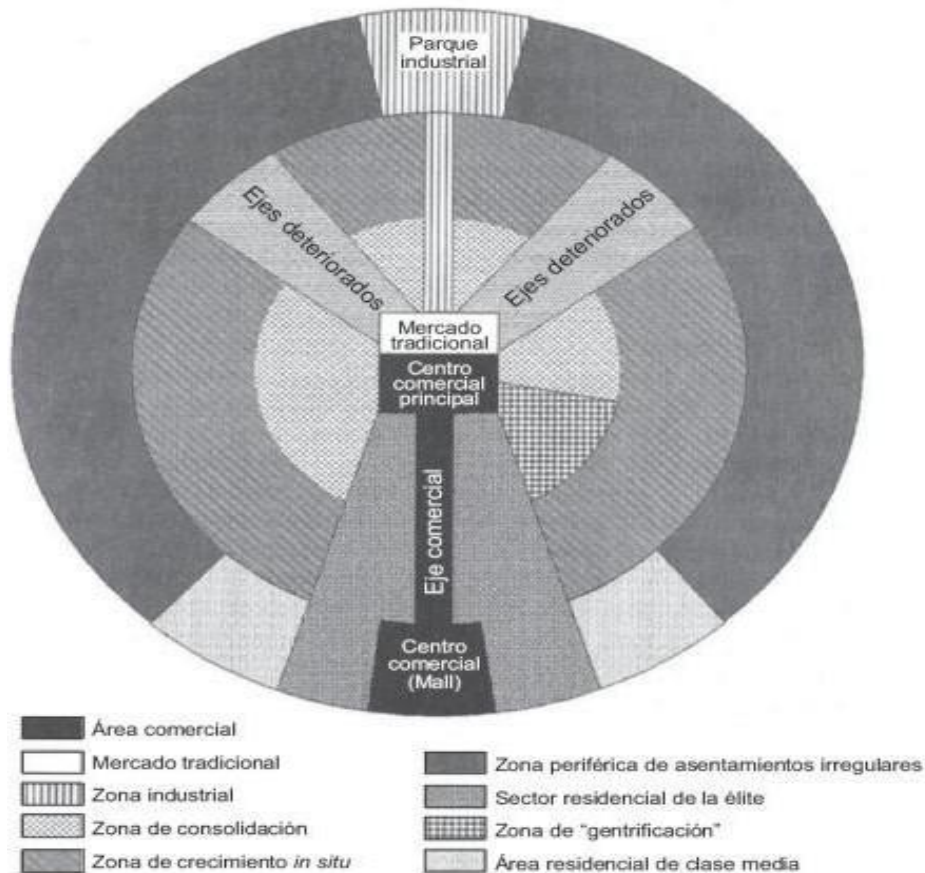 Parque
industrial
Ejes deteriorados
Ejes deteriorados
Mercado
tradicional
Centro
comercial
principal
Eje comercial
Centro
comercial
(Mall)
Área comercial
Mercado tradicional
Zona industrial
Zona de consolidación
Zona de crecimiento in situ
Zona periférica de asentamientos irregulares
Sector residencial de la élite
Zona de “gentrificación”
Área residencial de clase media